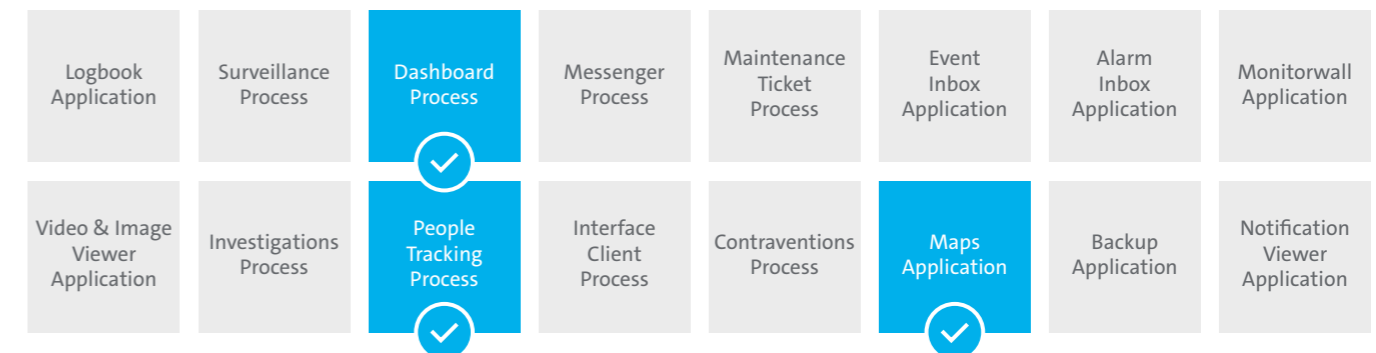 Logbook
Application
Surveillance
Process
Dashboard
Process
Messenger
Process
Maintenance
Ticket
Process
Event
Inbox
Application
Alarm
Inbox
Application
Monitorwall
Application
Video & Image
Viewer
Application
Investigations
Process
People
Tracking
Process
Interface
Client
Process
Contraventions
Process
Maps
Application
Backup
Application
Notification
Viewer
Application